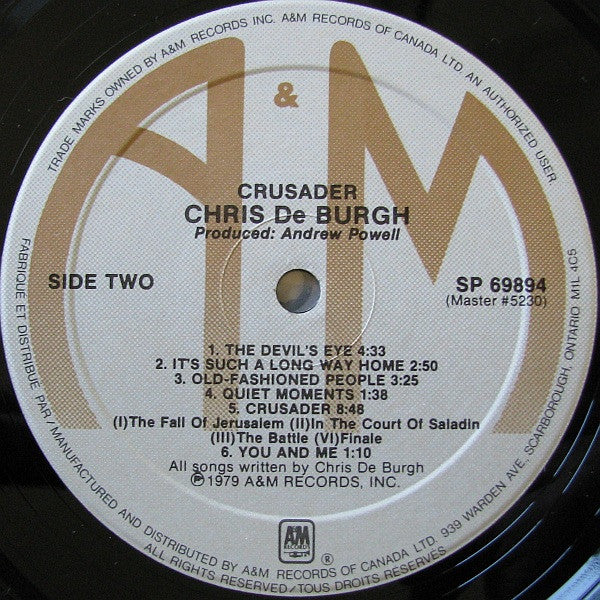 TRADE MARKS OWNED BY A&M RECORDS INC. A&M RECORDS OF CANADA LTD. AN AUTHORIZED USER
A & M
CRUSADER
CHRIS De BURGH
Produced: Andrew Powell
SIDE TWO
SP 69894
(Master #5230)
1. THE DEVIL'S EYE 4:33
2. IT'S SUCH A LONG WAY HOME 2:50
3. OLD-FASHIONED PEOPLE 3:25
4. QUIET MOMENTS 1:38
5. CRUSADER 8:48
(I)The Fall Of Jerusalem (II)In The Court Of Saladin
(III)The Battle (VI)Finale
6. YOU AND ME 1:10
All songs written by Chris De Burgh
℗1979 A&M RECORDS, INC.
A&M
RECORDS
®
FABRIQUÉ ET DISTRIBUÉ PAR/MANUFACTURED AND DISTRIBUTED BY A&M RECORDS OF CANADA LTD. 939 WARDEN AVE, SCARBOROUGH, ONTARIO M1L 4C5
ALL RIGHTS RESERVED/TOUS DROITS RESERVÉS